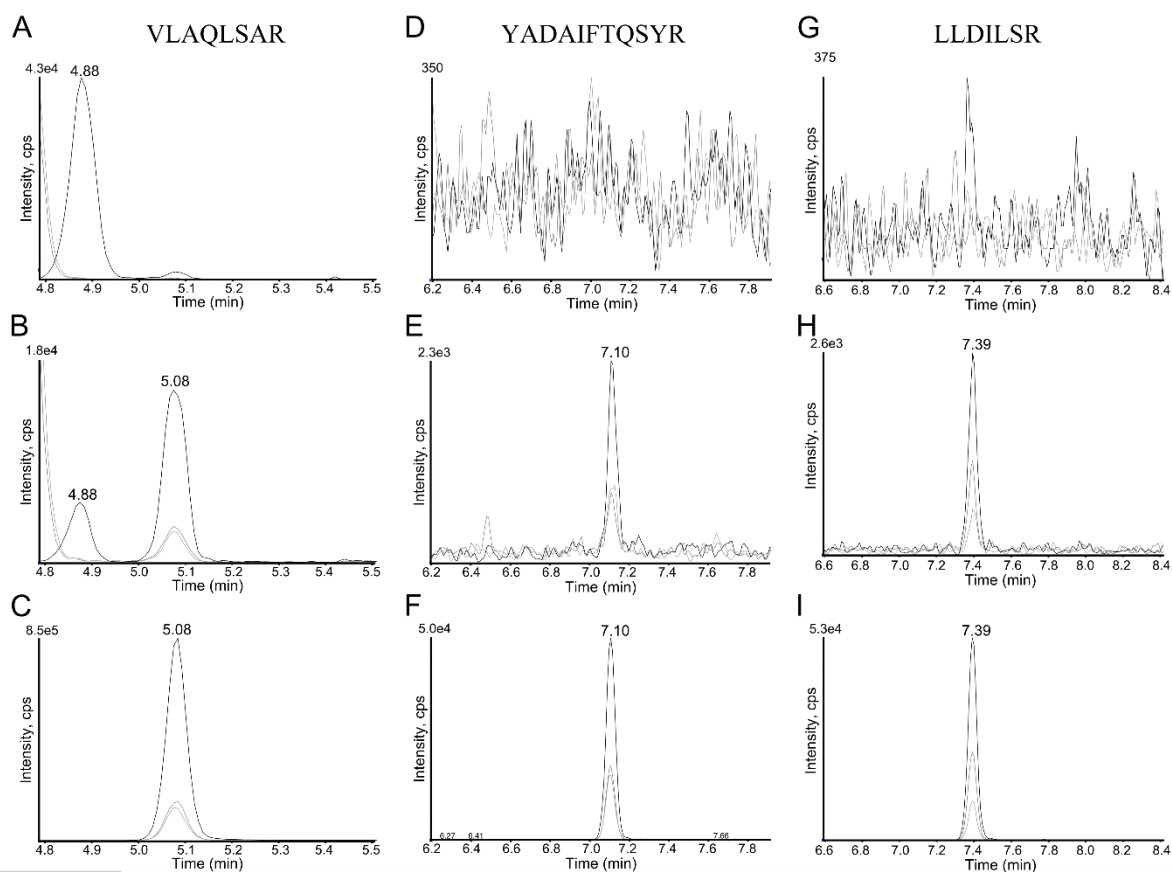 A VLAQLSAR
4.3e4
4.88
Intensity, cps
4.8 4.9 5.0 5.1 5.2 5.3 5.4 5.5
Time (min)
D YADAIFTQSYR
350
Intensity, cps
6.2 6.4 6.6 6.8 7.0 7.2 7.4 7.6 7.8
Time (min)
G LLDILSR
375
Intensity, cps
6.6 6.8 7.0 7.2 7.4 7.6 7.8 8.0 8.2 8.4
Time (min)
B
1.8e4
5.08
4.88
Intensity, cps
4.8 4.9 5.0 5.1 5.2 5.3 5.4 5.5
Time (min)
E
2.3e3
7.10
Intensity, cps
6.2 6.4 6.6 6.8 7.0 7.2 7.4 7.6 7.8
Time (min)
H
2.6e3
7.39
Intensity, cps
6.6 6.8 7.0 7.2 7.4 7.6 7.8 8.0 8.2 8.4
Time (min)
C
8.5e5
5.08
Intensity, cps
4.8 4.9 5.0 5.1 5.2 5.3 5.4 5.5
Time (min)
F
5.0e4
7.10
Intensity, cps
6.27 6.41 7.66
6.2 6.4 6.6 6.8 7.0 7.2 7.4 7.6 7.8
Time (min)
I
5.3e4
7.39
Intensity, cps
6.6 6.8 7.0 7.2 7.4 7.6 7.8 8.0 8.2 8.4
Time (min)